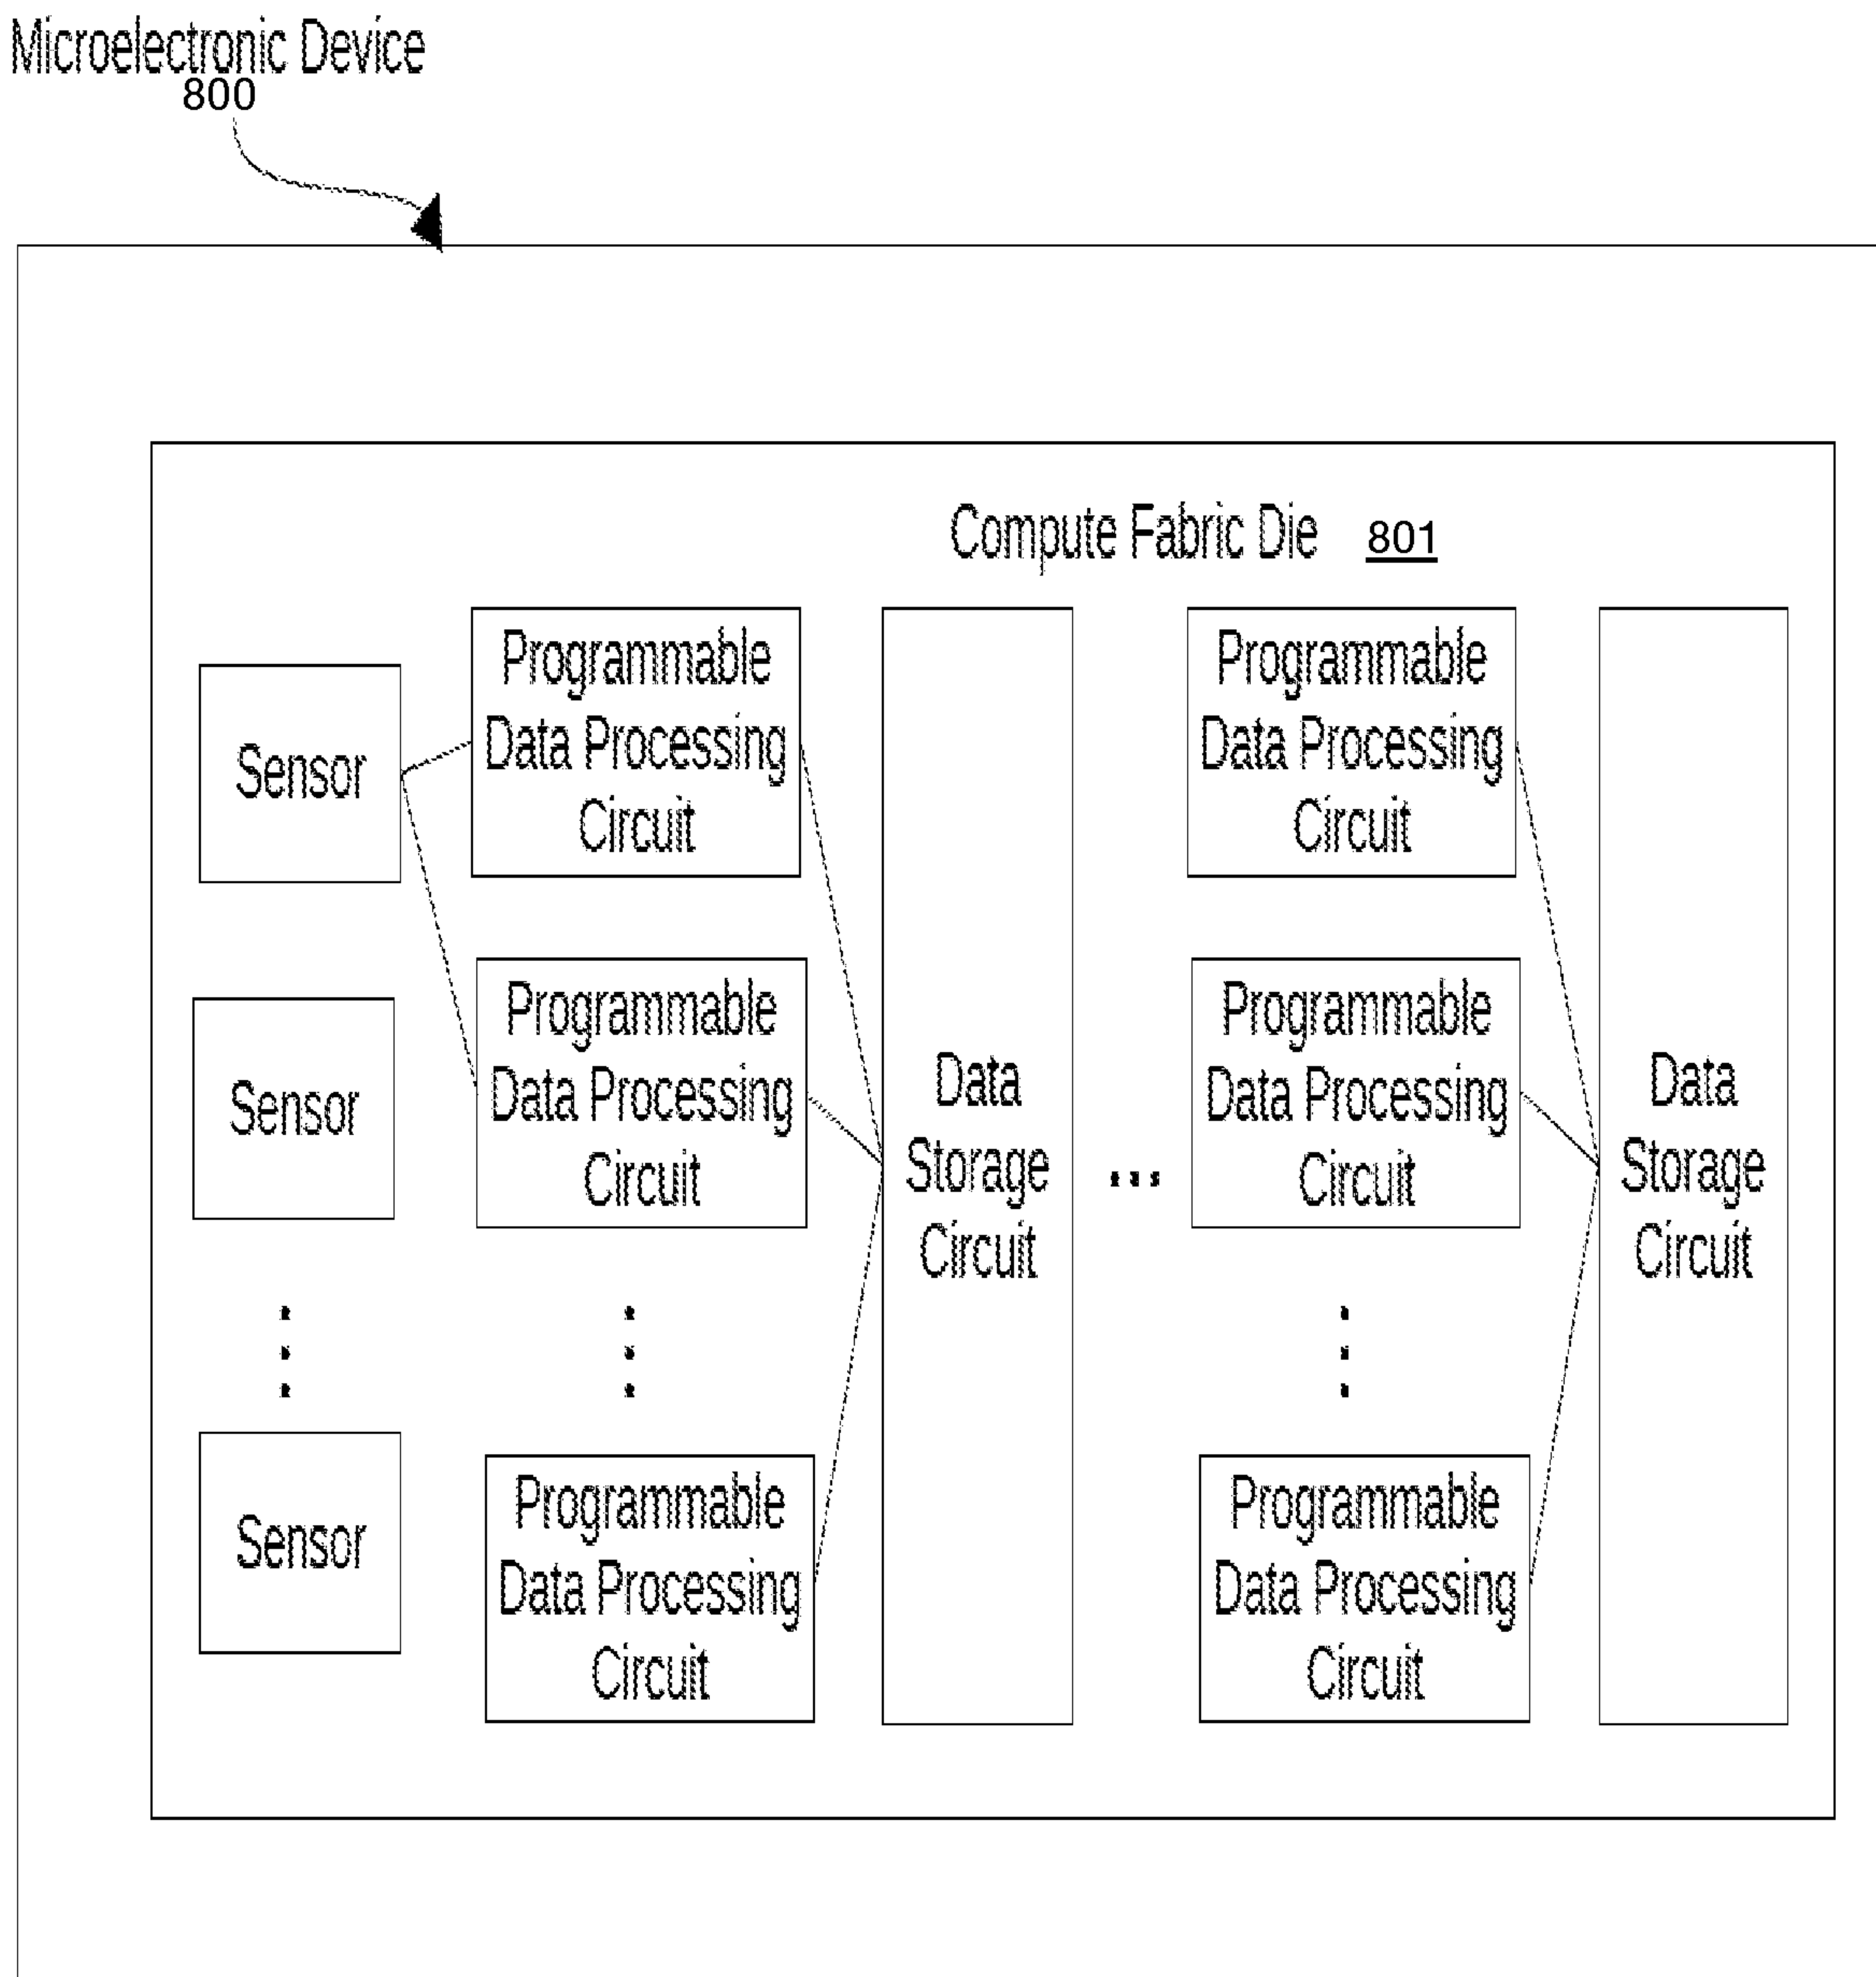 Microelectronic Device
800
Compute Fabric Die 801
Sensor
Programmable
Data Processing
Circuit
Programmable
Data Processing
Circuit
Sensor
Programmable
Data Processing
Circuit
Data
Storage
Circuit
...
Programmable
Data Processing
Circuit
Data
Storage
Circuit
Sensor
Programmable
Data Processing
Circuit
Programmable
Data Processing
Circuit